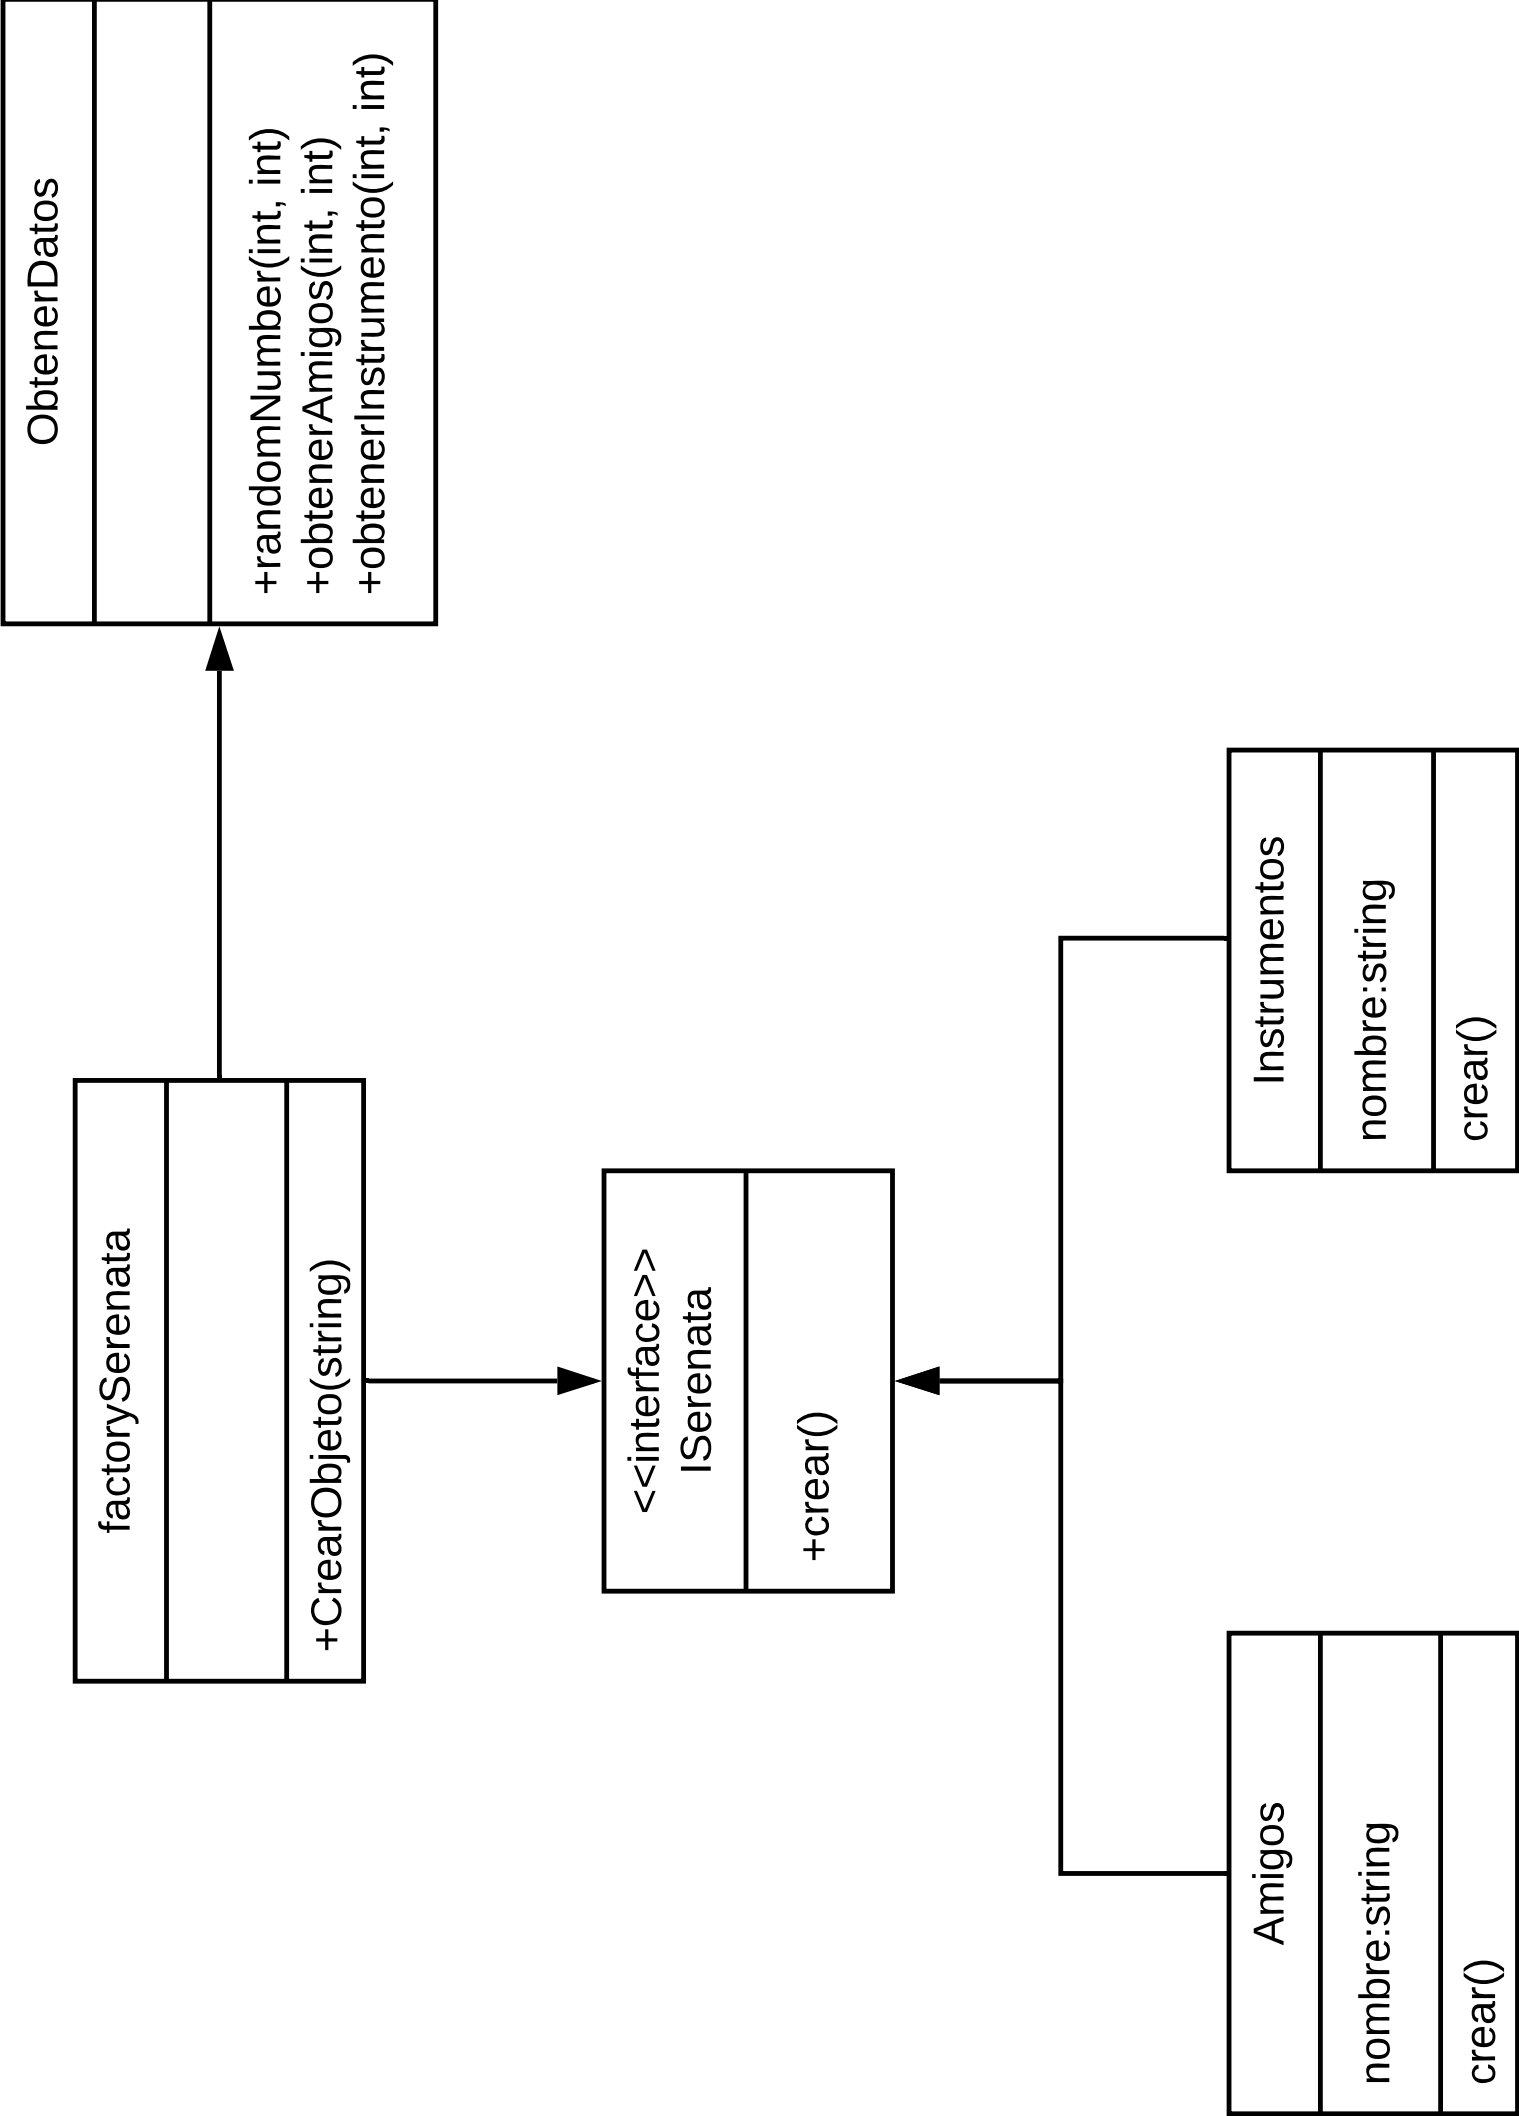 factorySerenata
+CrearObjeto(string)
ObtenerDatos
+randomNumber(int, int)
+obtenerAmigos(int, int)
+obtenerInstrumento(int, int)
<<interface>>
ISerenata
+crear()
Amigos
nombre:string
crear()
Instrumentos
nombre:string
crear()